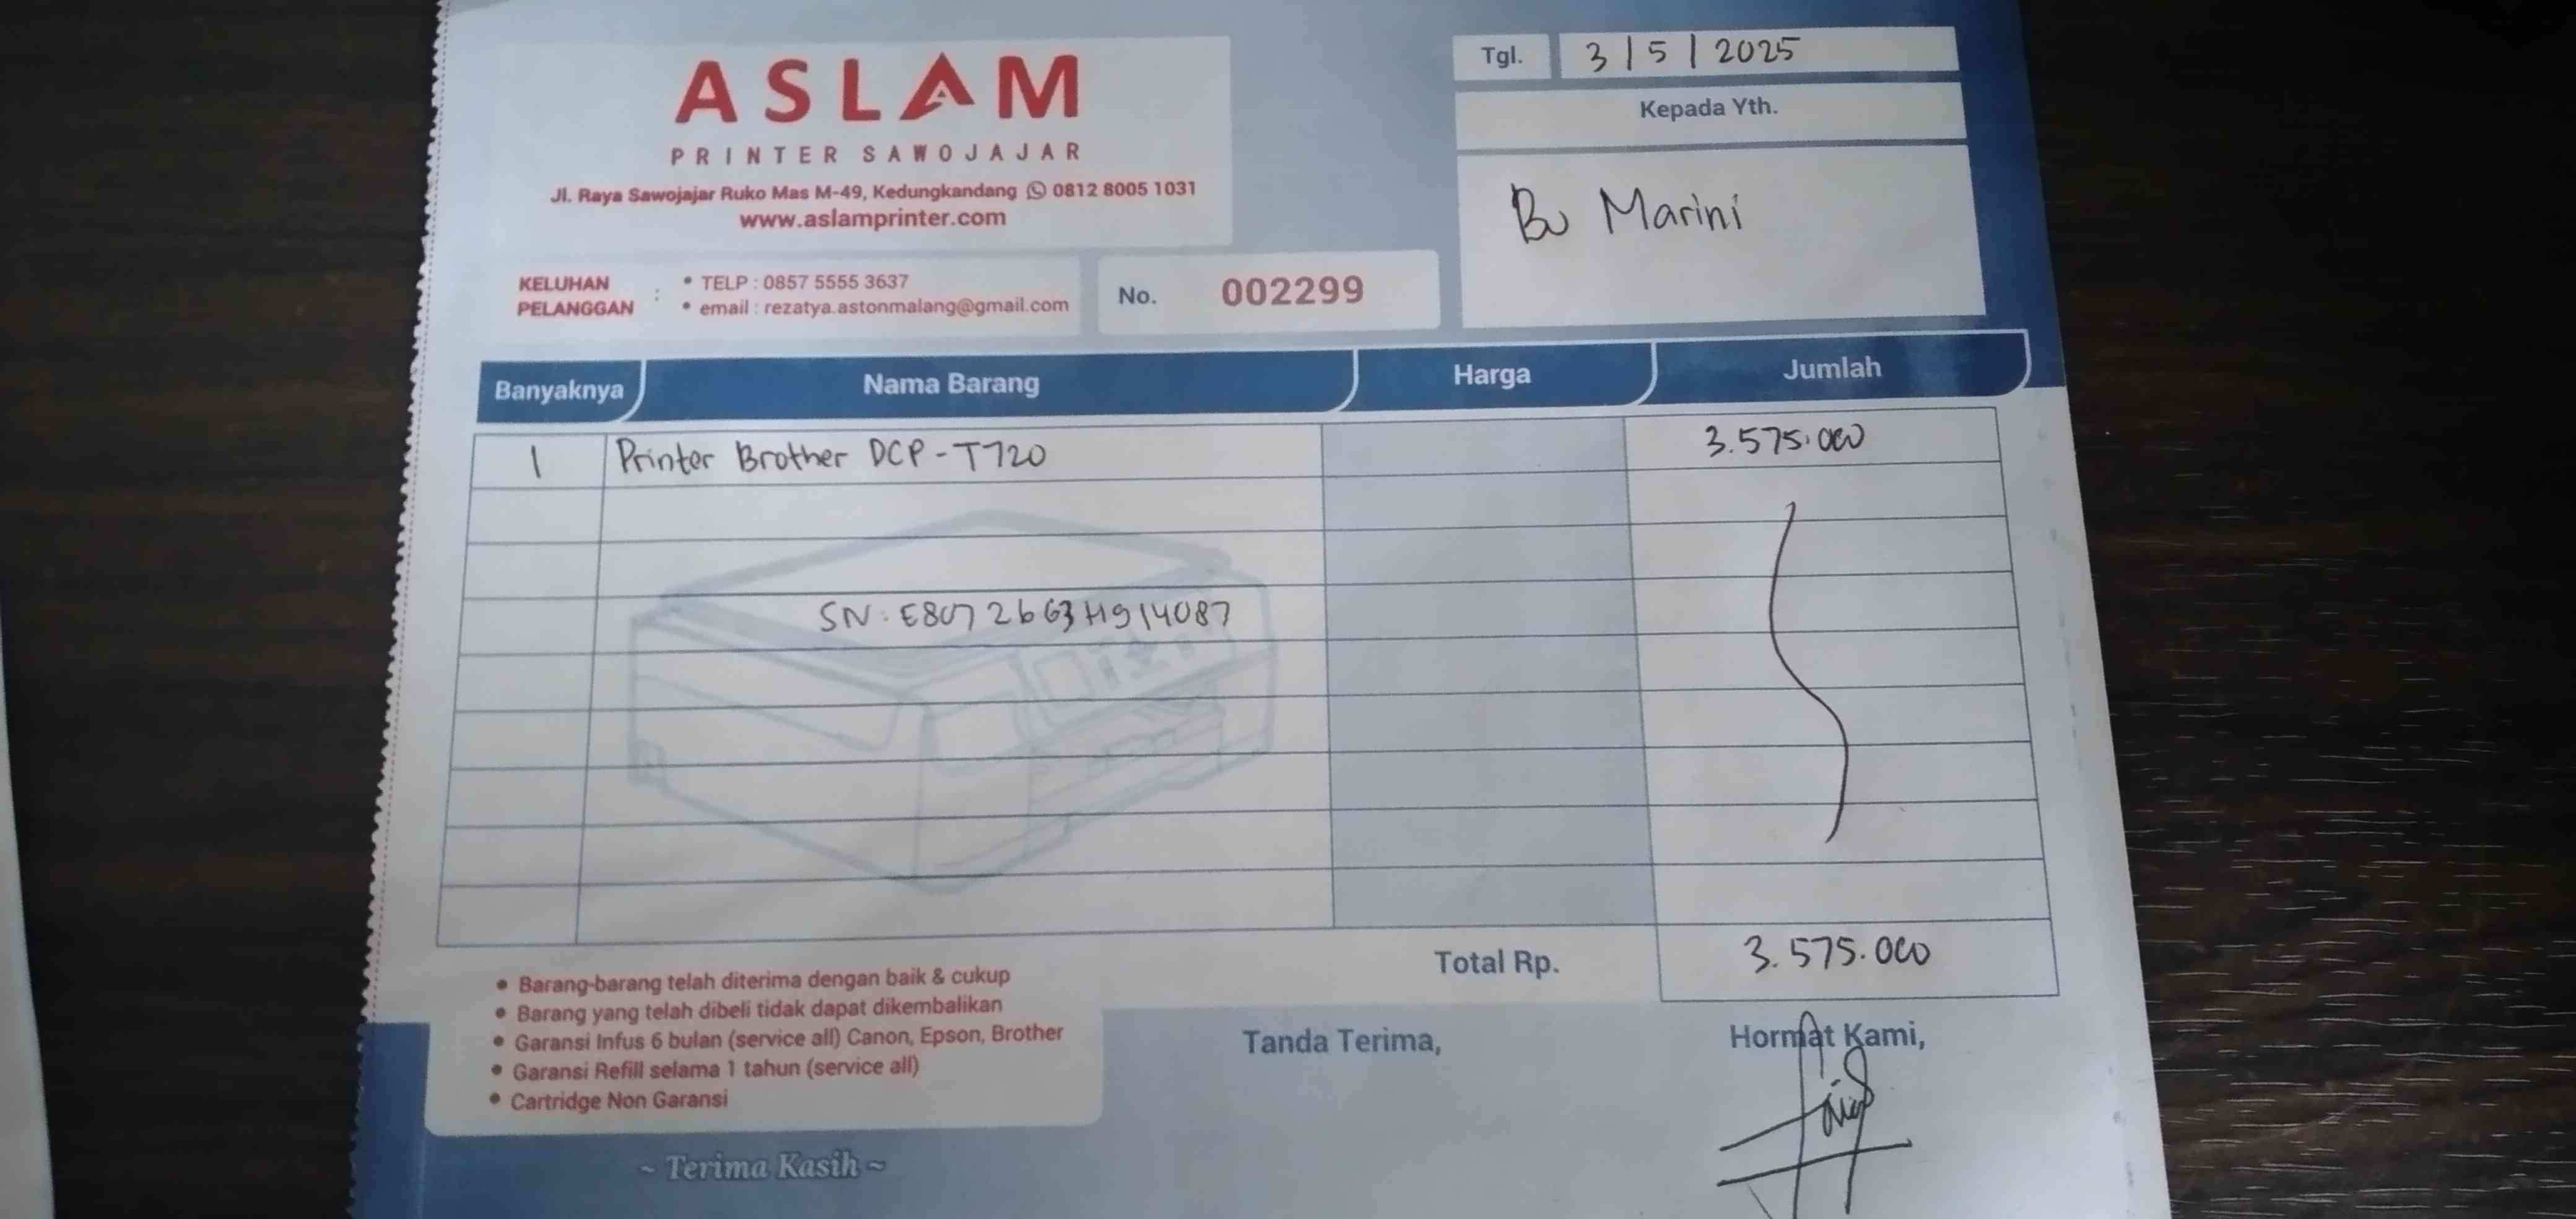 ASLAM
PRINTER SAWOJAJAR
Jl. Raya Sawojajar Ruko Mas M-49, Kedungkandang 0812 8005 1031
www.aslamprinter.com
Tgl. 3 / 5 / 2025
Kepada Yth.
Bu Marini
KELUHAN PELANGGAN :
• TELP : 0857 5555 3637
• email : rezatya.astonmalang@gmail.com
No. 002299
Banyaknya Nama Barang Harga Jumlah
1 Printer Brother DCP-T720 3.575.000
SN: E80726G3H914087
Total Rp. 3.575.000
• Barang-barang telah diterima dengan baik & cukup
• Barang yang telah dibeli tidak dapat dikembalikan
• Garansi Infus 6 bulan (service all) Canon, Epson, Brother
• Garansi Refill selama 1 tahun (service all)
• Cartridge Non Garansi
Tanda Terima,
Hormat Kami,
~ Terima Kasih ~